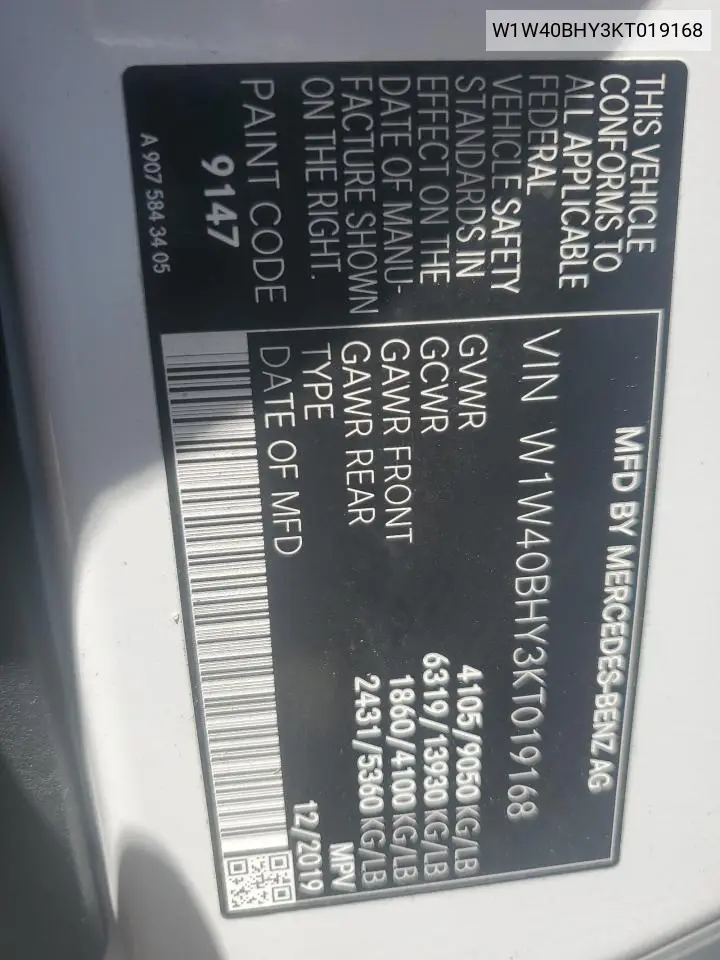 W1W40BHY3KT019168
MFD BY MERCEDES-BENZ AG
VIN W1W40BHY3KT019168
GVWR 4105/9050 KG/LB
GCWR 6319/13930 KG/LB
GAWR FRONT 1860/4100 KG/LB
GAWR REAR 2431/5360 KG/LB
TYPE MPV
DATE OF MFD 12/2019
THIS VEHICLE
CONFORMS TO
ALL APPLICABLE
FEDERAL
VEHICLE SAFETY
STANDARDS IN
EFFECT ON THE
DATE OF MANU-
FACTURE SHOWN
ON THE RIGHT.
PAINT CODE
9147
A 907 584 34 05